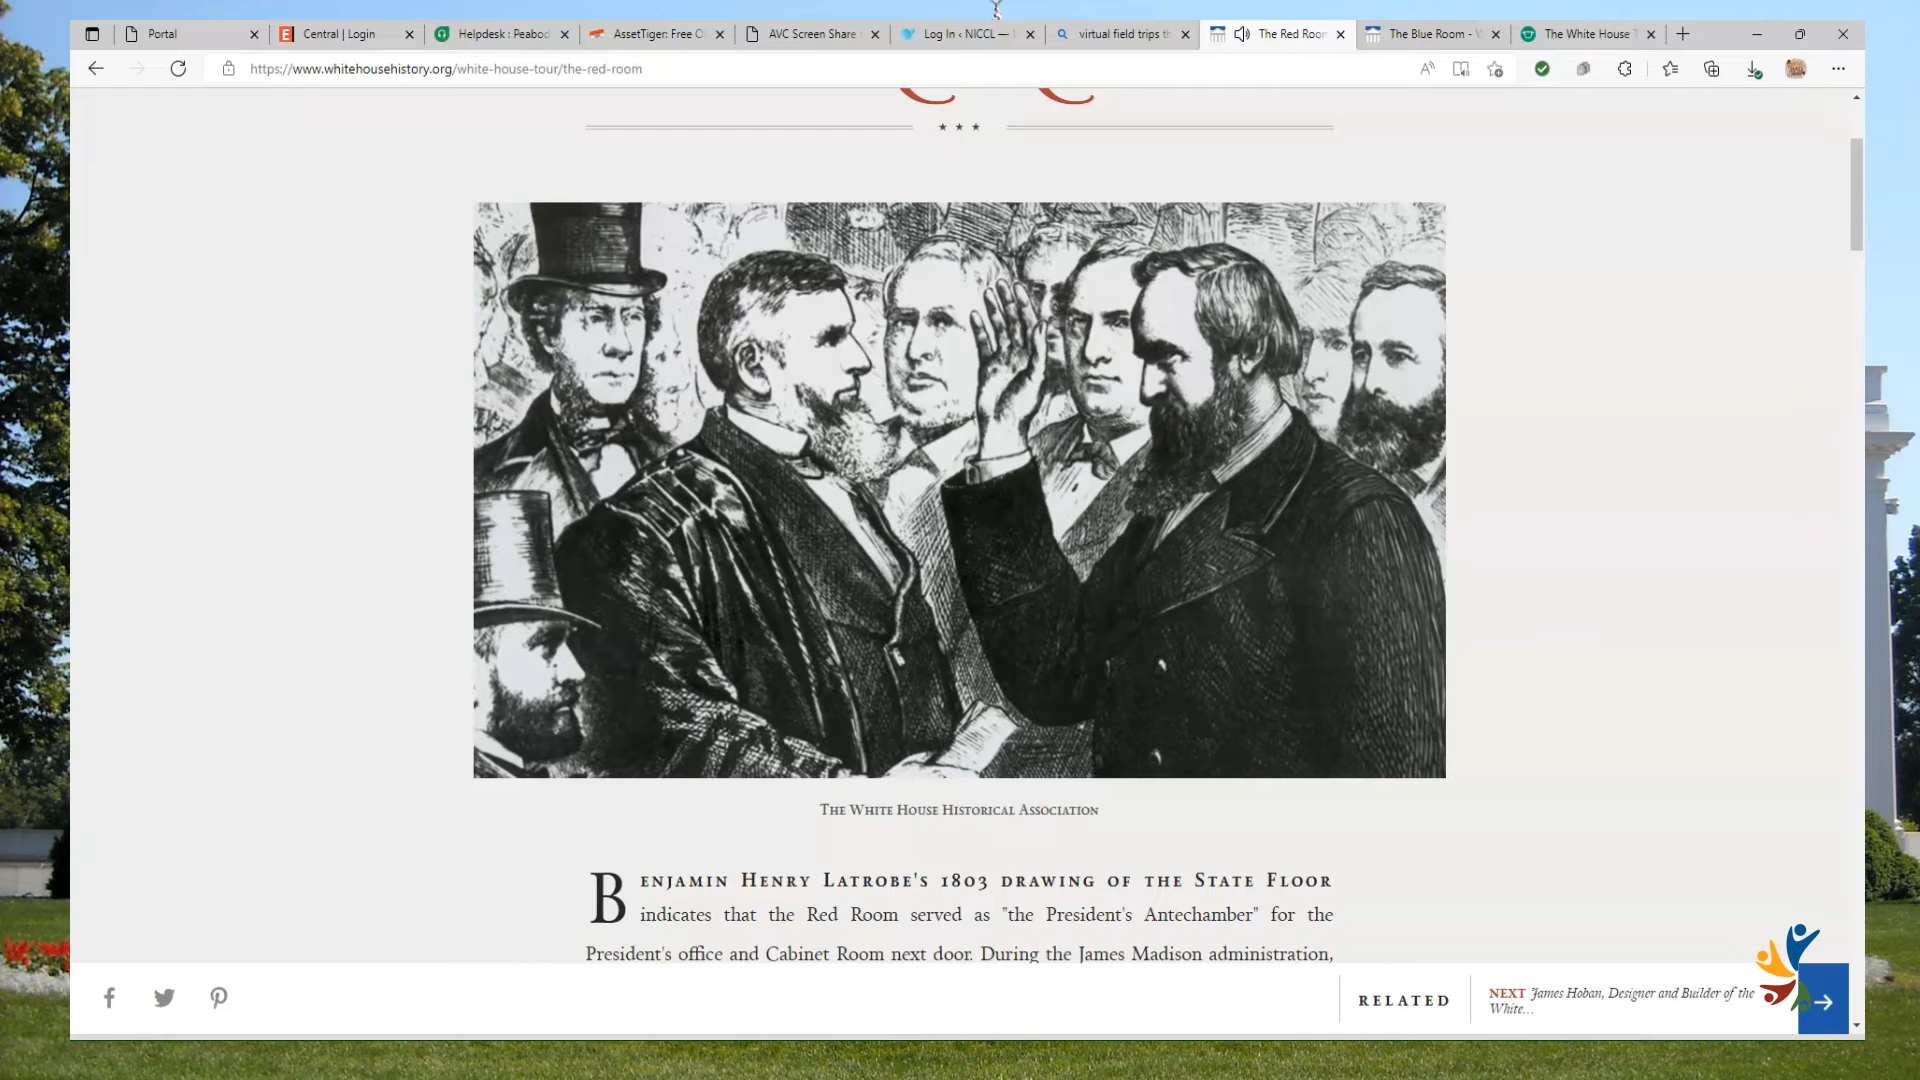 Portal
Central | Login
Helpdesk : Peabod
AssetTiger: Free O
AVC Screen Share
Log In ‹ NICCL —
virtual field trips th
The Red Room
The Blue Room - W
The White House T
https://www.whitehousehistory.org/white-house-tour/the-red-room
The White House Historical Association
Benjamin Henry Latrobe's 1803 drawing of the State Floor
indicates that the Red Room served as "the President's Antechamber" for the
President's office and Cabinet Room next door. During the James Madison administration,
RELATED
NEXT James Hoban, Designer and Builder of the
White...